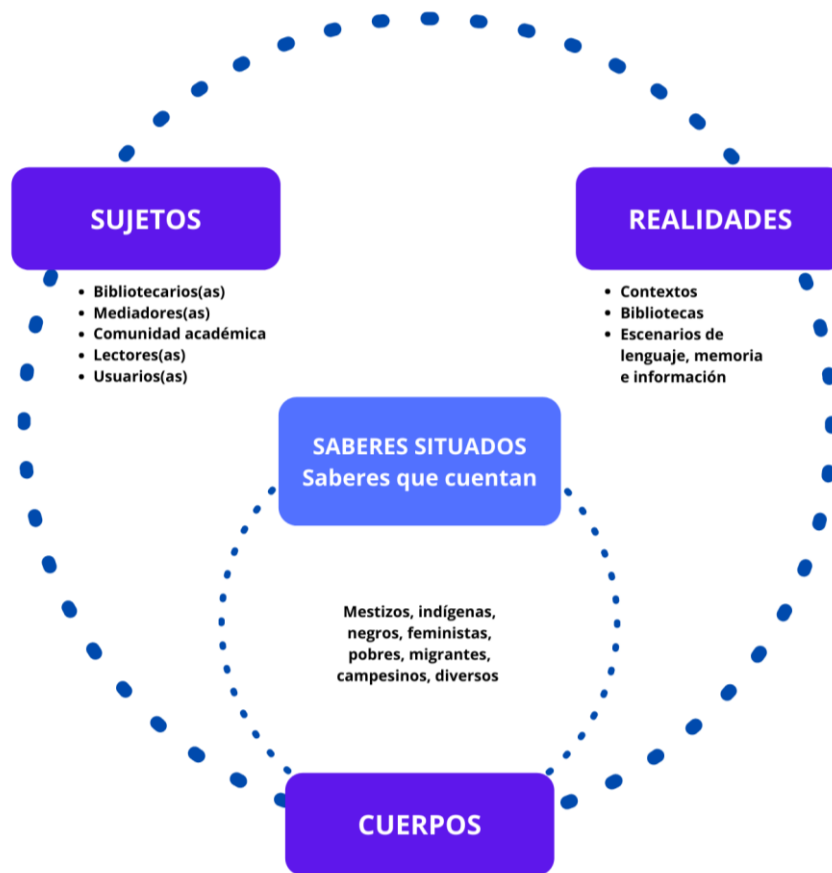 SUJETOS
• Bibliotecarios(as)
• Mediadores(as)
• Comunidad académica
• Lectores(as)
• Usuarios(as)
REALIDADES
• Contextos
• Bibliotecas
• Escenarios de
lenguaje, memoria
e información
SABERES SITUADOS
Saberes que cuentan
Mestizos, indígenas,
negros, feministas,
pobres, migrantes,
campesinos, diversos
CUERPOS